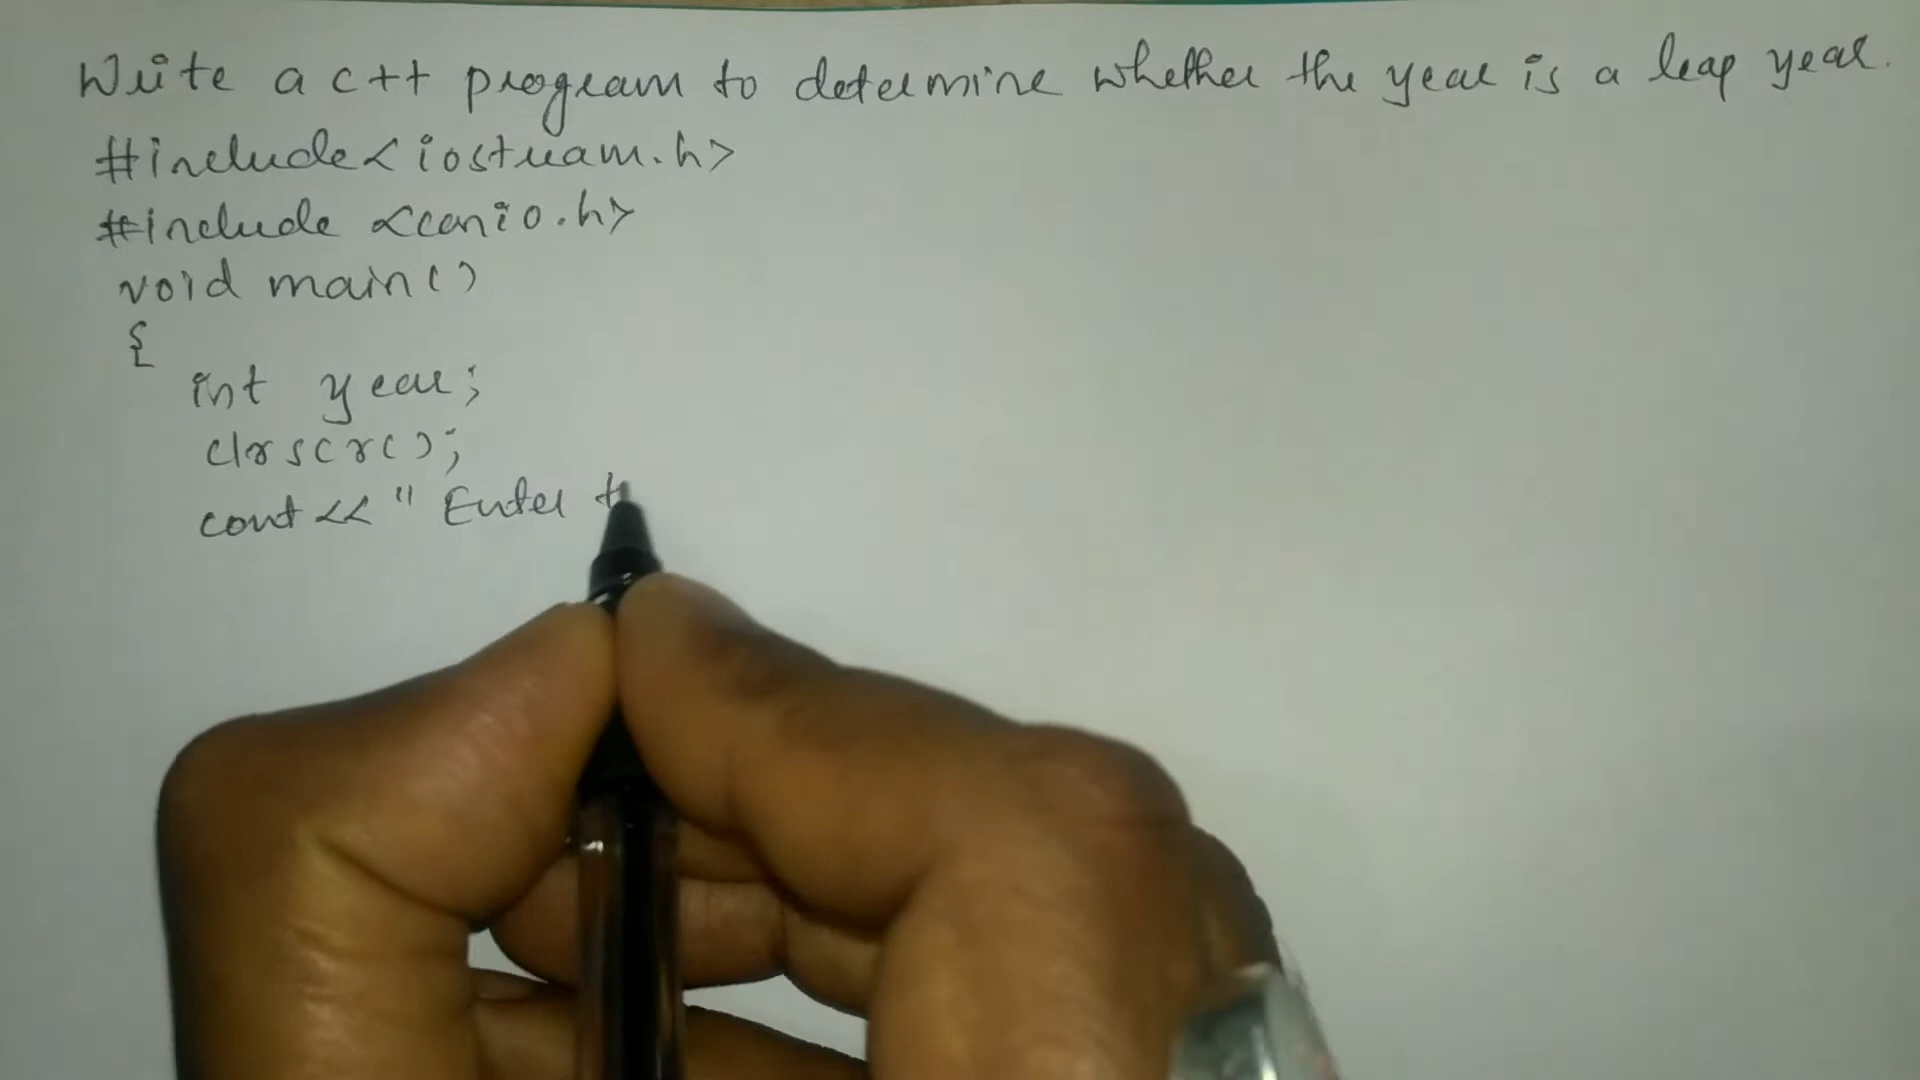 Write a c++ program to determine whether the year is a leap year.
#include<iostream.h>
#include <conio.h>
void main()
{
int year;
clrscr();
cout<<" Enter t